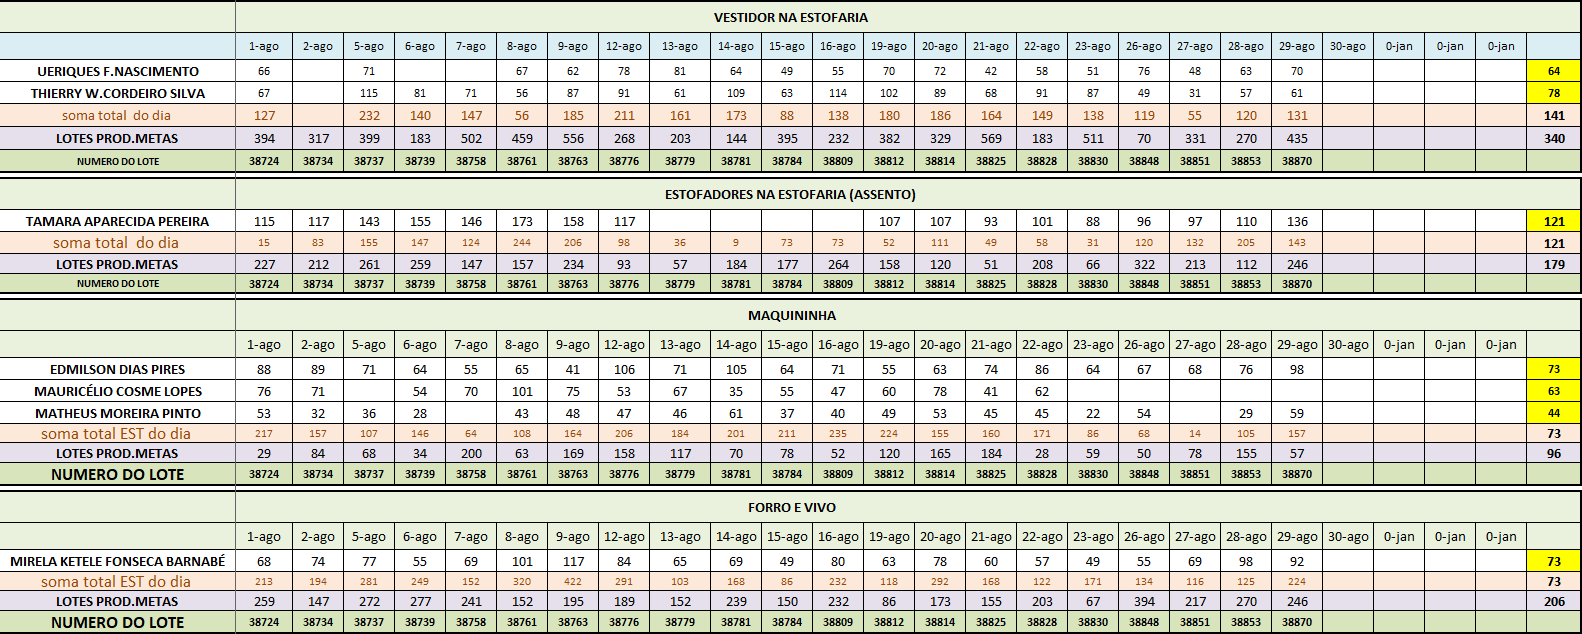 VESTIDOR NA ESTOFARIA
1-ago 2-ago 5-ago 6-ago 7-ago 8-ago 9-ago 12-ago 13-ago 14-ago 15-ago 16-ago 19-ago 20-ago 21-ago 22-ago 23-ago 26-ago 27-ago 28-ago 29-ago 30-ago 0-jan 0-jan 0-jan
UERIQUES F.NASCIMENTO 66 71 67 62 78 81 64 49 55 70 72 42 58 51 76 48 63 70 64
THIERRY W.CORDEIRO SILVA 67 115 81 71 56 87 91 61 109 63 114 102 89 68 91 87 49 31 57 61 78
soma total do dia 127 232 140 147 56 185 211 161 173 88 138 180 186 164 149 138 119 55 120 131 141
LOTES PROD.METAS 394 317 399 183 502 459 556 268 203 144 395 232 382 329 569 183 511 70 331 270 435 340
NUMERO DO LOTE 38724 38734 38737 38739 38758 38761 38763 38776 38779 38781 38784 38809 38812 38814 38825 38828 38830 38848 38851 38853 38870
ESTOFADORES NA ESTOFARIA (ASSENTO)
TAMARA APARECIDA PEREIRA 115 117 143 155 146 173 158 117 107 107 93 101 88 96 97 110 136 121
soma total do dia 15 83 155 147 124 244 206 98 36 9 73 73 52 111 49 58 31 120 132 205 143 121
LOTES PROD.METAS 227 212 261 259 147 157 234 93 57 184 177 264 158 120 51 208 66 322 213 112 246 179
NUMERO DO LOTE 38724 38734 38737 38739 38758 38761 38763 38776 38779 38781 38784 38809 38812 38814 38825 38828 38830 38848 38851 38853 38870
MAQUININHA
1-ago 2-ago 5-ago 6-ago 7-ago 8-ago 9-ago 12-ago 13-ago 14-ago 15-ago 16-ago 19-ago 20-ago 21-ago 22-ago 23-ago 26-ago 27-ago 28-ago 29-ago 30-ago 0-jan 0-jan 0-jan
EDMILSON DIAS PIRES 88 89 71 64 55 65 41 106 71 105 64 71 55 63 74 86 64 67 68 76 98 73
MAURICÉLIO COSME LOPES 76 71 54 70 101 75 53 67 35 55 47 60 78 41 62 63
MATHEUS MOREIRA PINTO 53 32 36 28 43 48 47 46 61 37 40 49 53 45 45 22 54 29 59 44
soma total EST do dia 217 157 107 146 64 108 164 206 184 201 211 235 224 155 160 171 86 68 14 105 157 73
LOTES PROD.METAS 29 84 68 34 200 63 169 158 117 70 78 52 120 165 184 28 59 50 78 155 57 96
NUMERO DO LOTE 38724 38734 38737 38739 38758 38761 38763 38776 38779 38781 38784 38809 38812 38814 38825 38828 38830 38848 38851 38853 38870
FORRO E VIVO
1-ago 2-ago 5-ago 6-ago 7-ago 8-ago 9-ago 12-ago 13-ago 14-ago 15-ago 16-ago 19-ago 20-ago 21-ago 22-ago 23-ago 26-ago 27-ago 28-ago 29-ago 30-ago 0-jan 0-jan 0-jan
MIRELA KETELE FONSECA BARNABÉ 68 74 77 55 69 101 117 84 65 69 49 80 63 78 60 57 49 55 69 98 92 73
soma total EST do dia 213 194 281 249 152 320 422 291 103 168 86 232 118 292 168 122 171 134 116 125 224 73
LOTES PROD.METAS 259 147 272 277 241 152 195 189 152 239 150 232 86 173 155 203 67 394 217 270 246 206
NUMERO DO LOTE 38724 38734 38737 38739 38758 38761 38763 38776 38779 38781 38784 38809 38812 38814 38825 38828 38830 38848 38851 38853 38870